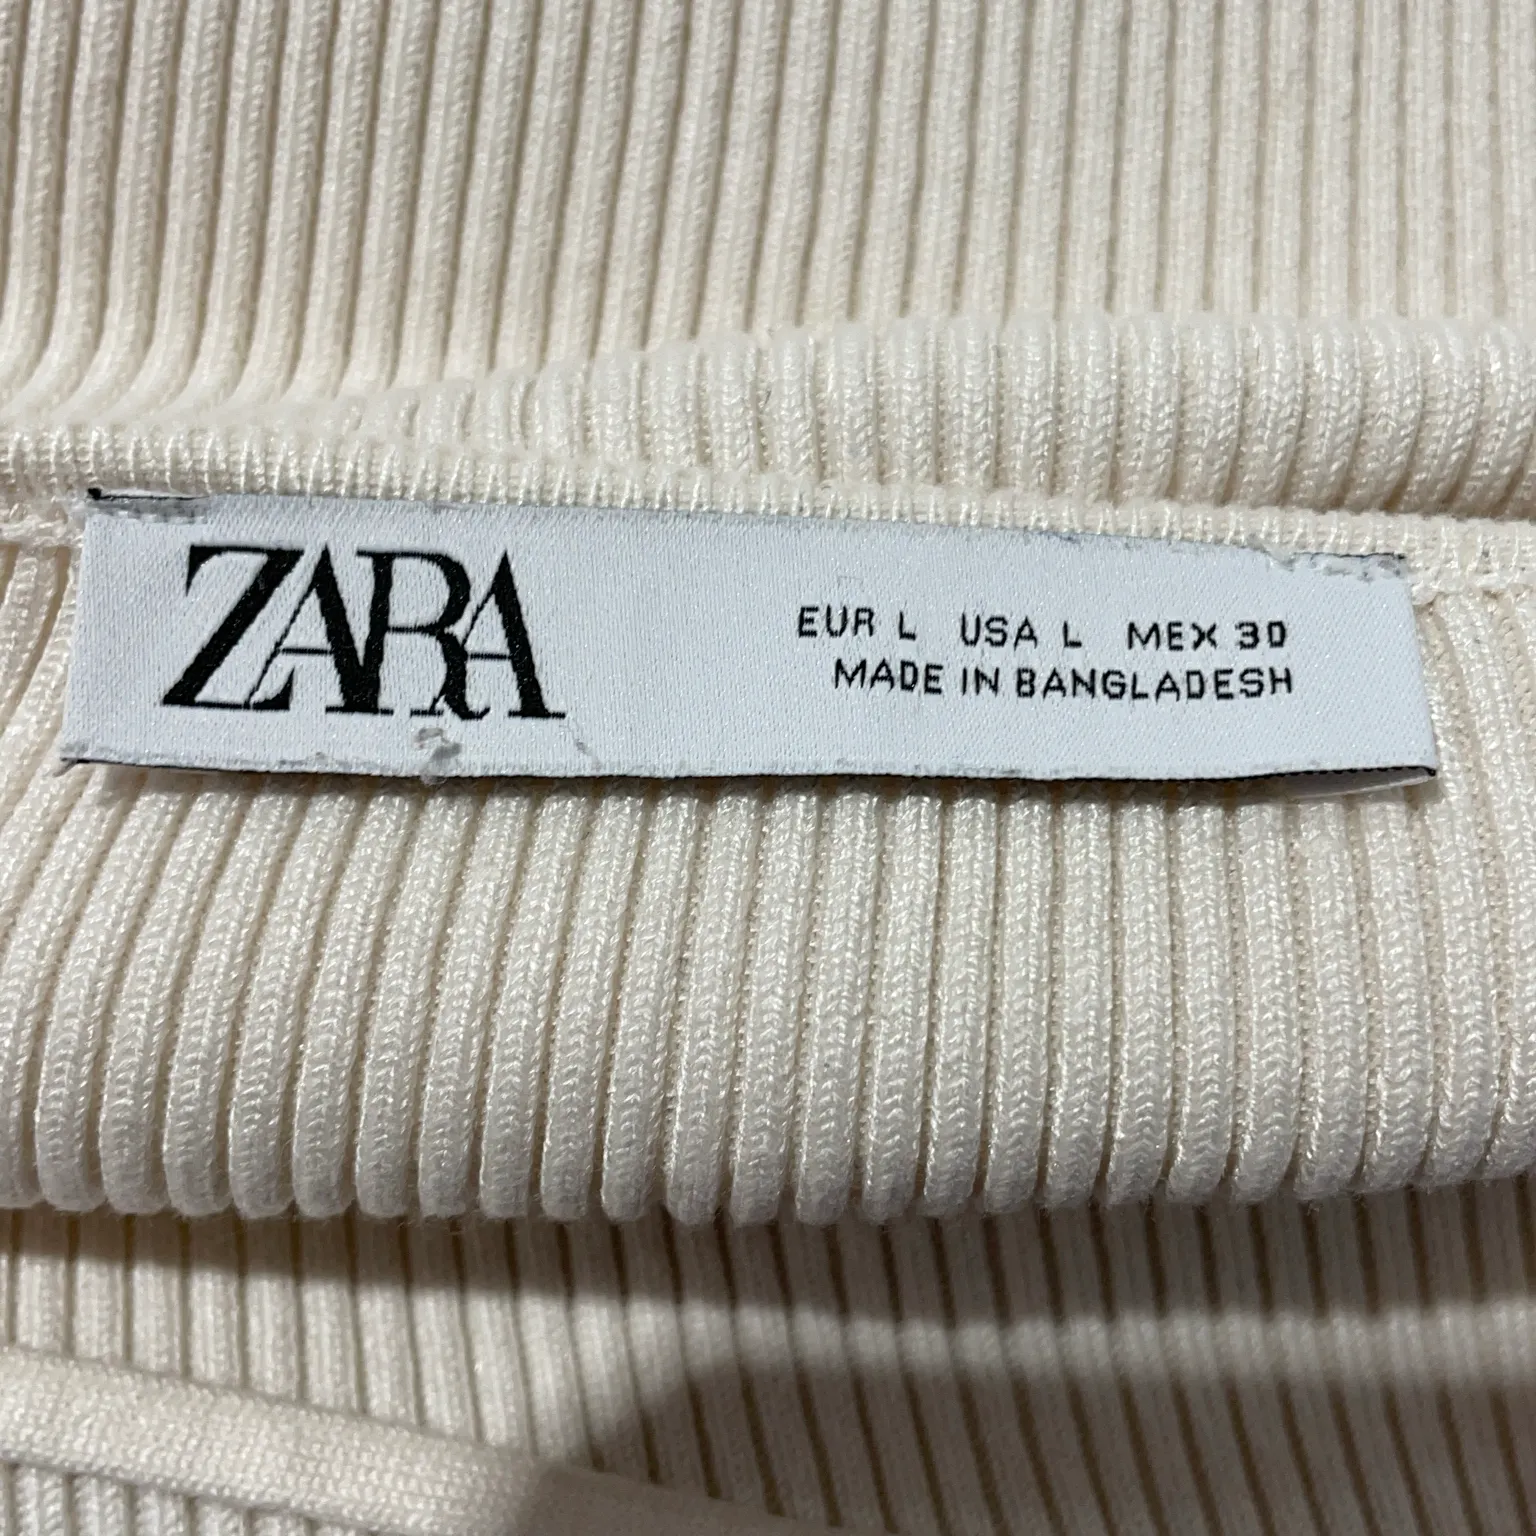 ZARA
EUR L USA L MEX 30
MADE IN BANGLADESH